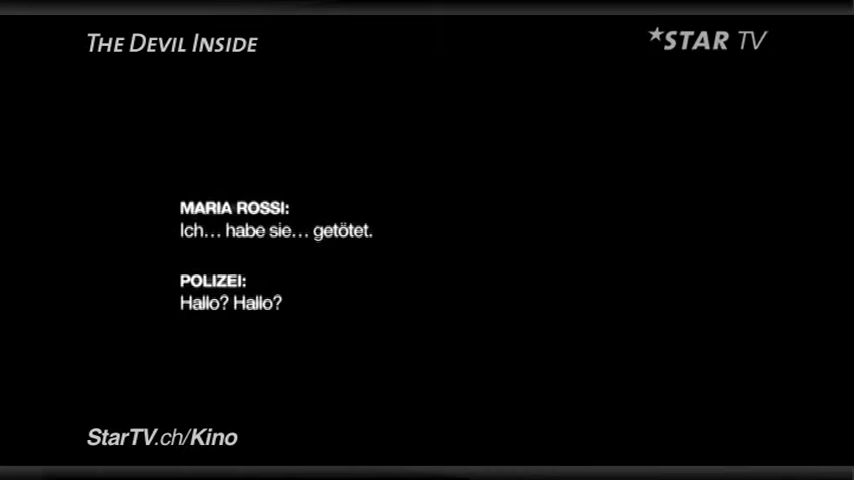 THE DEVIL INSIDE
*STAR TV
MARIA ROSSI:
Ich... habe sie... getötet.
POLIZEI:
Hallo? Hallo?
StarTV.ch/Kino